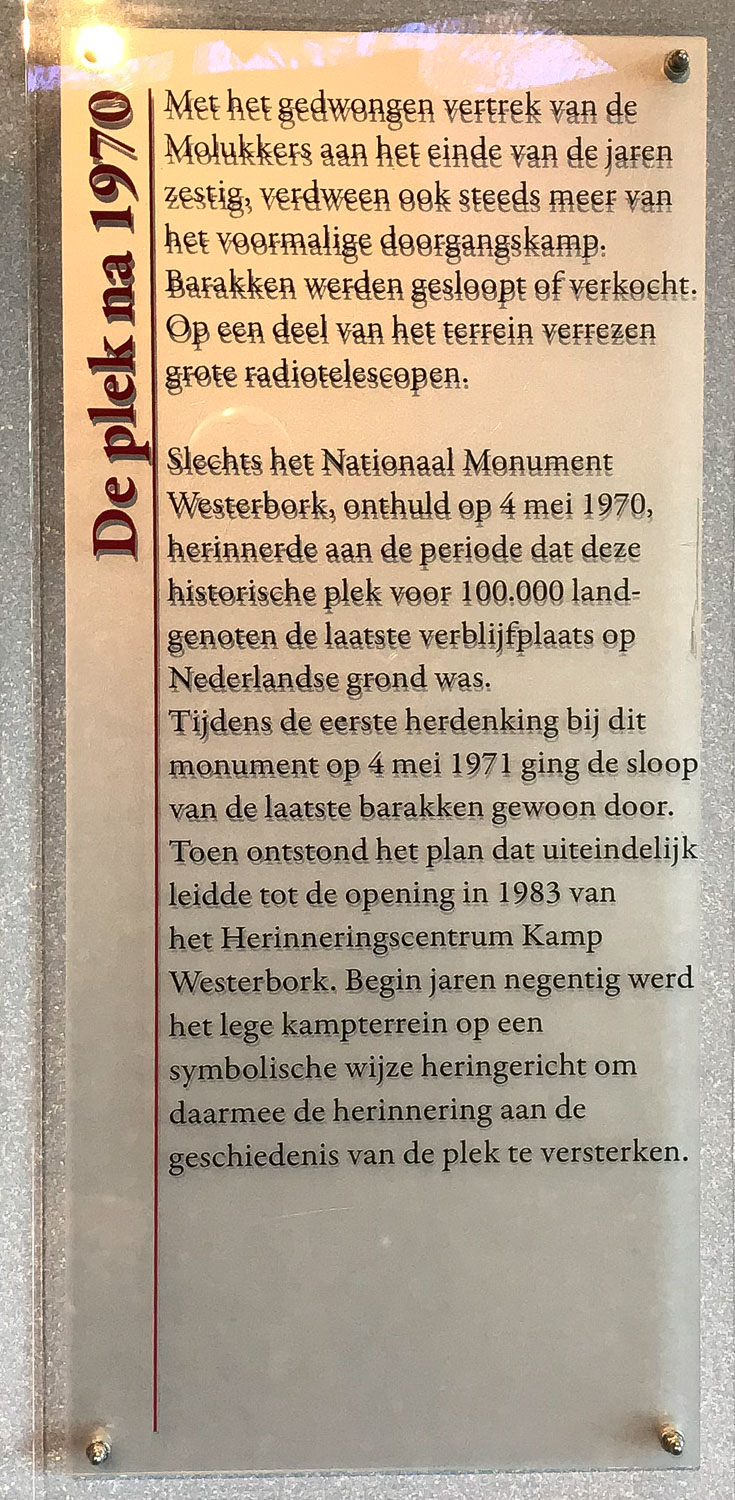 De plek na 1970
Met het gedwongen vertrek van de
Molukkers aan het einde van de jaren
zestig, verdween ook steeds meer van
het voormalige doorgangskamp.
Barakken werden gesloopt of verkocht.
Op een deel van het terrein verrezen
grote radiotelescopen.
Slechts het Nationaal Monument
Westerbork, onthuld op 4 mei 1970,
herinnerde aan de periode dat deze
historische plek voor 100.000 land-
genoten de laatste verblijfplaats op
Nederlandse grond was.
Tijdens de eerste herdenking bij dit
monument op 4 mei 1971 ging de sloop
van de laatste barakken gewoon door.
Toen ontstond het plan dat uiteindelijk
leidde tot de opening in 1983 van
het Herinneringscentrum Kamp
Westerbork. Begin jaren negentig werd
het lege kampterrein op een
symbolische wijze heringericht om
daarmee de herinnering aan de
geschiedenis van de plek te versterken.